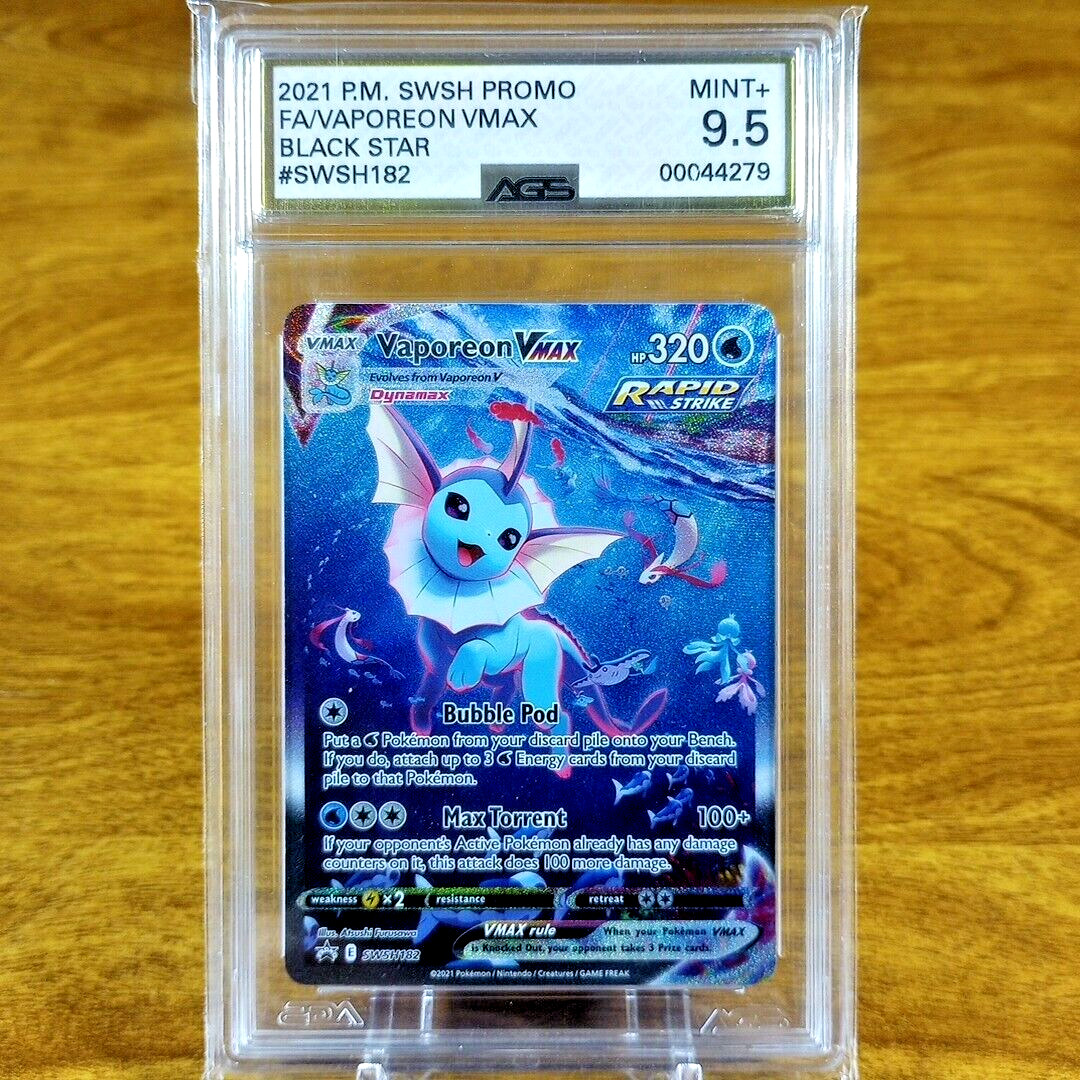 2021 P.M. SWSH PROMO
MINT+
FA/VAPOREON VMAX
9.5
BLACK STAR
#SWSH182
00044279
AGS
VMAX
Vaporeon VMAX
HP 320
Evolves from Vaporeon V
Dynamax
RAPID
STRIKE
Bubble Pod
Put a Pokémon from your discard pile onto your Bench.
If you do, attach up to 3 Energy cards from your discard
pile to that Pokémon.
Max Torrent 100+
If your opponent's Active Pokémon already has any damage
counters on it, this attack does 100 more damage.
weakness ×2 resistance retreat
Illus. Atsushi Furusawa
VMAX rule
When your Pokémon VMAX
is Knocked Out, your opponent takes 3 Prize cards.
E SWSH182
©2021 Pokémon / Nintendo / Creatures / GAME FREAK
AGS
AGS